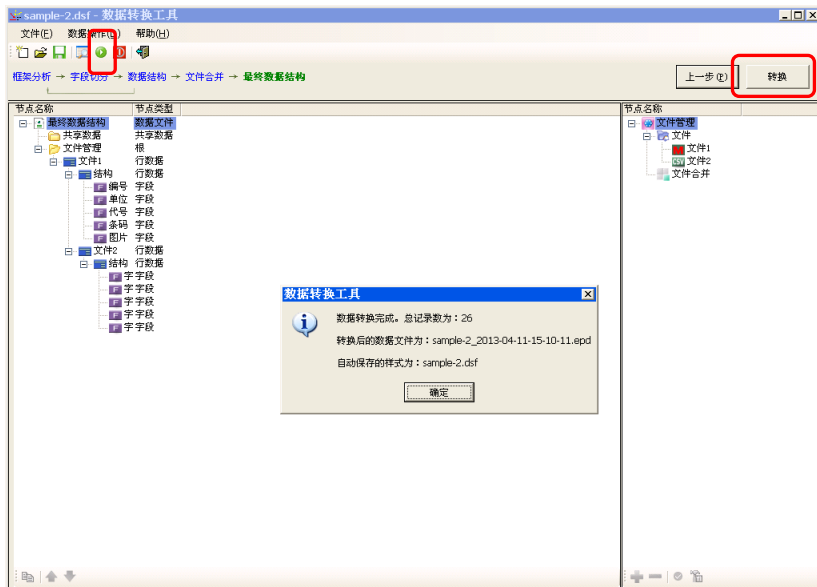 sample-2.dsf - 数据转换工具
文件(F) 数据操作(D) 帮助(H)
框架分析 → 字段切分 → 数据结构 → 文件合并 → 最终数据结构
上一步(P)
转换
节点名称 节点类型
最终数据结构 数据文件
共享数据 共享数据
文件管理 根
文件1 行数据
结构 行数据
编号 字段
单位 字段
代号 字段
条码 字段
图片 字段
文件2 行数据
结构 行数据
字 字段
字 字段
字 字段
字 字段
字 字段
节点名称
文件管理
文件
文件1
文件2
文件合并
数据转换工具
数据转换完成。总记录数为：26
转换后的数据文件为：sample-2_2013-04-11-15-10-11.epd
自动保存的样式为：sample-2.dsf
确定